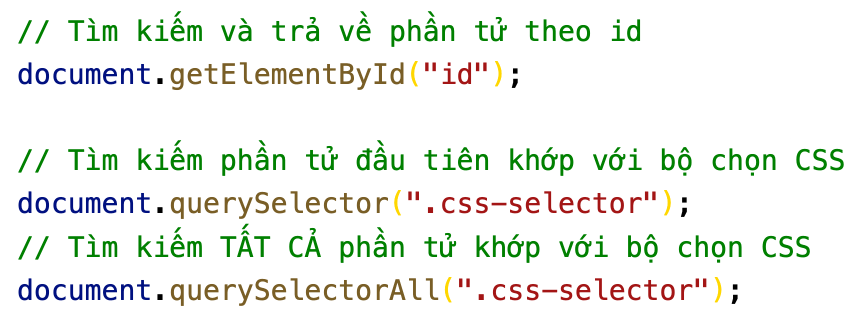 // Tìm kiếm và trả về phần tử theo id
document.getElementById("id");
// Tìm kiếm phần tử đầu tiên khớp với bộ chọn CSS
document.querySelector(".css-selector");
// Tìm kiếm TẤT CẢ phần tử khớp với bộ chọn CSS
document.querySelectorAll(".css-selector");